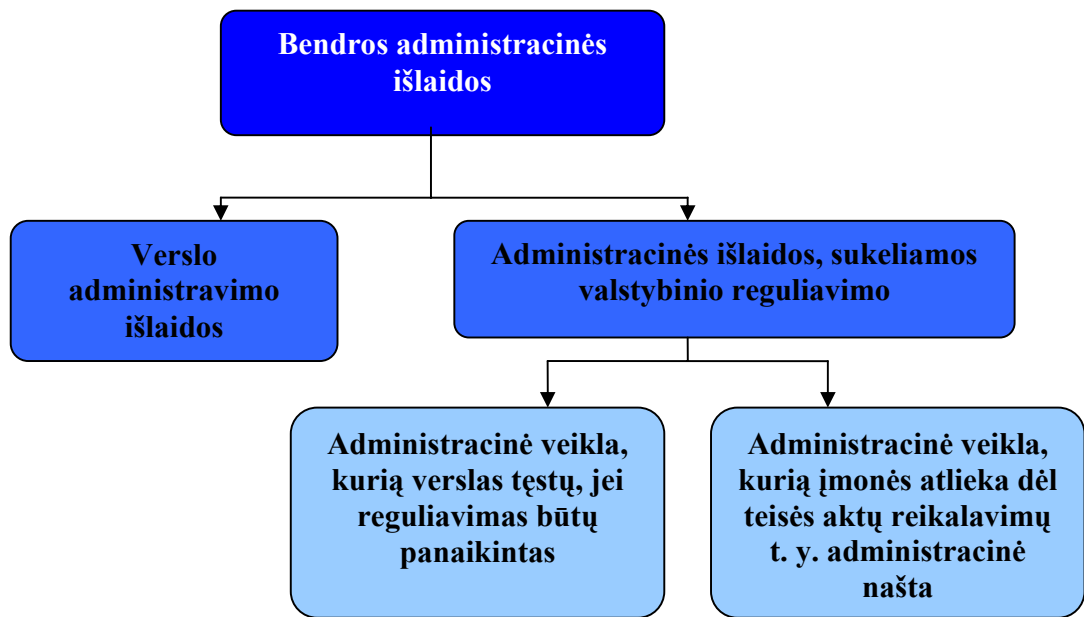 Bendros administracinės
išlaidos
Verslo
administravimo
išlaidos
Administracinės išlaidos, sukeliamos
valstybinio reguliavimo
Administracinė veikla,
kurią verslas tęstų, jei
reguliavimas būtų
panaikintas
Administracinė veikla,
kurią įmonės atlieka dėl
teisės aktų reikalavimų
t. y. administracinė
našta